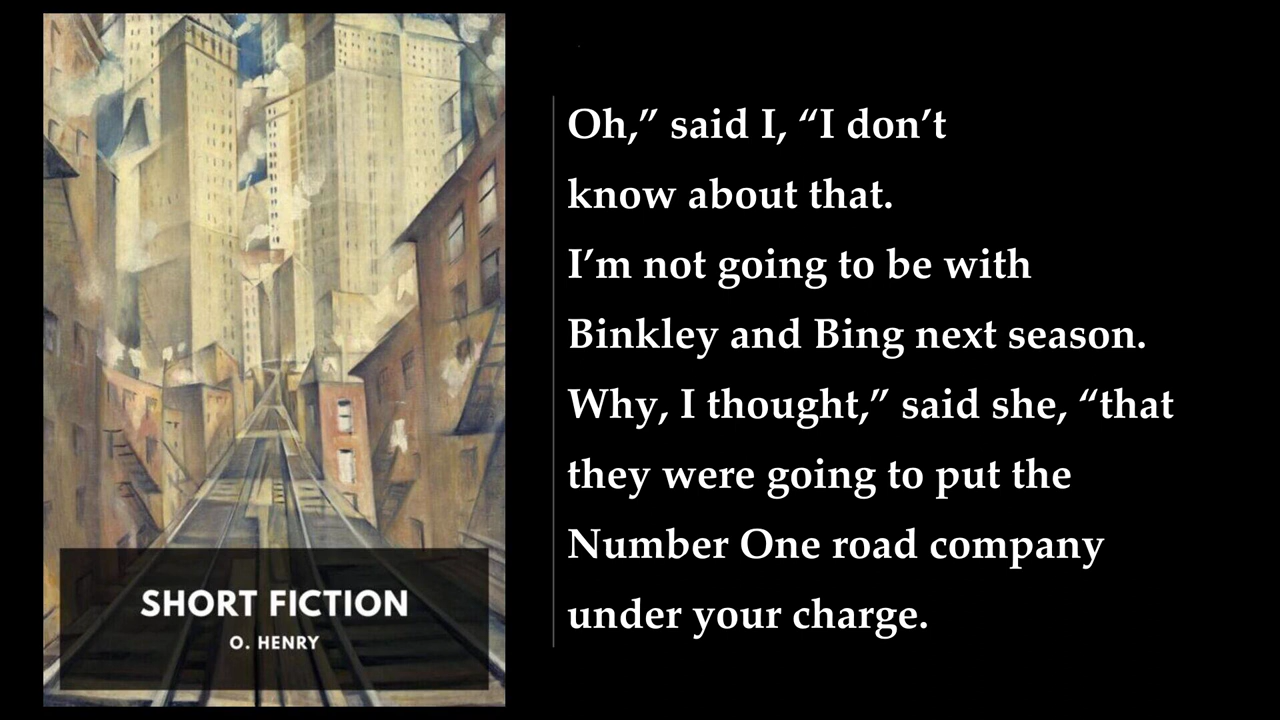 Oh,” said I, “I don’t
know about that.
I’m not going to be with
Binkley and Bing next season.
Why, I thought,” said she, “that
they were going to put the
Number One road company
under your charge.
SHORT FICTION
O. HENRY